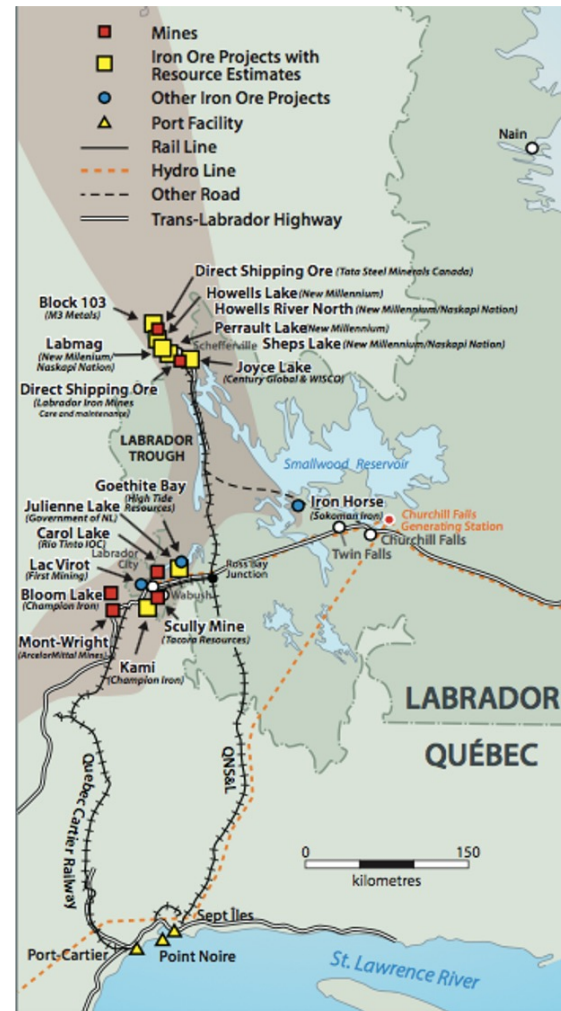 Mines
Iron Ore Projects with
Resource Estimates
Other Iron Ore Projects
Port Facility
Rail Line
Hydro Line
Other Road
Trans-Labrador Highway
Nain
Direct Shipping Ore (Tata Steel Minerals Canada)
Howells Lake (New Millennium)
Howells River North (New Millennium/Naskapi Nation)
Perrault Lake (New Millennium)
Schefferville
Sheps Lake (New Millennium/Naskapi Nation)
Joyce Lake
(Century Global & WISCO)
Block 103
(M3 Metals)
Labmag
(New Milenium/
Naskapi Nation)
Direct Shipping Ore
(Labrador Iron Mines
Care and maintenance)
LABRADOR
TROUGH
Smallwood Reservoir
Goethite Bay
(High Tide
Resources)
Julienne Lake
(Government of NL)
Carol Lake
(Rio Tinto IOC)
Labrador
City
Lac Virot
(First Mining)
Bloom Lake
(Champion Iron)
Mont-Wright
(ArcelorMittal Mines)
Kami
(Champion Iron)
Wabush
Scully Mine
(Tacora Resources)
Ross Bay
Junction
Iron Horse
(Sokoman Iron)
Churchill Falls
Generating Station
Twin Falls
Churchill Falls
LABRADOR
QUÉBEC
Quebec Cartier Railway
QNS&L
0
150
kilometres
Sept Iles
Port-Cartier
Point Noire
St. Lawrence River